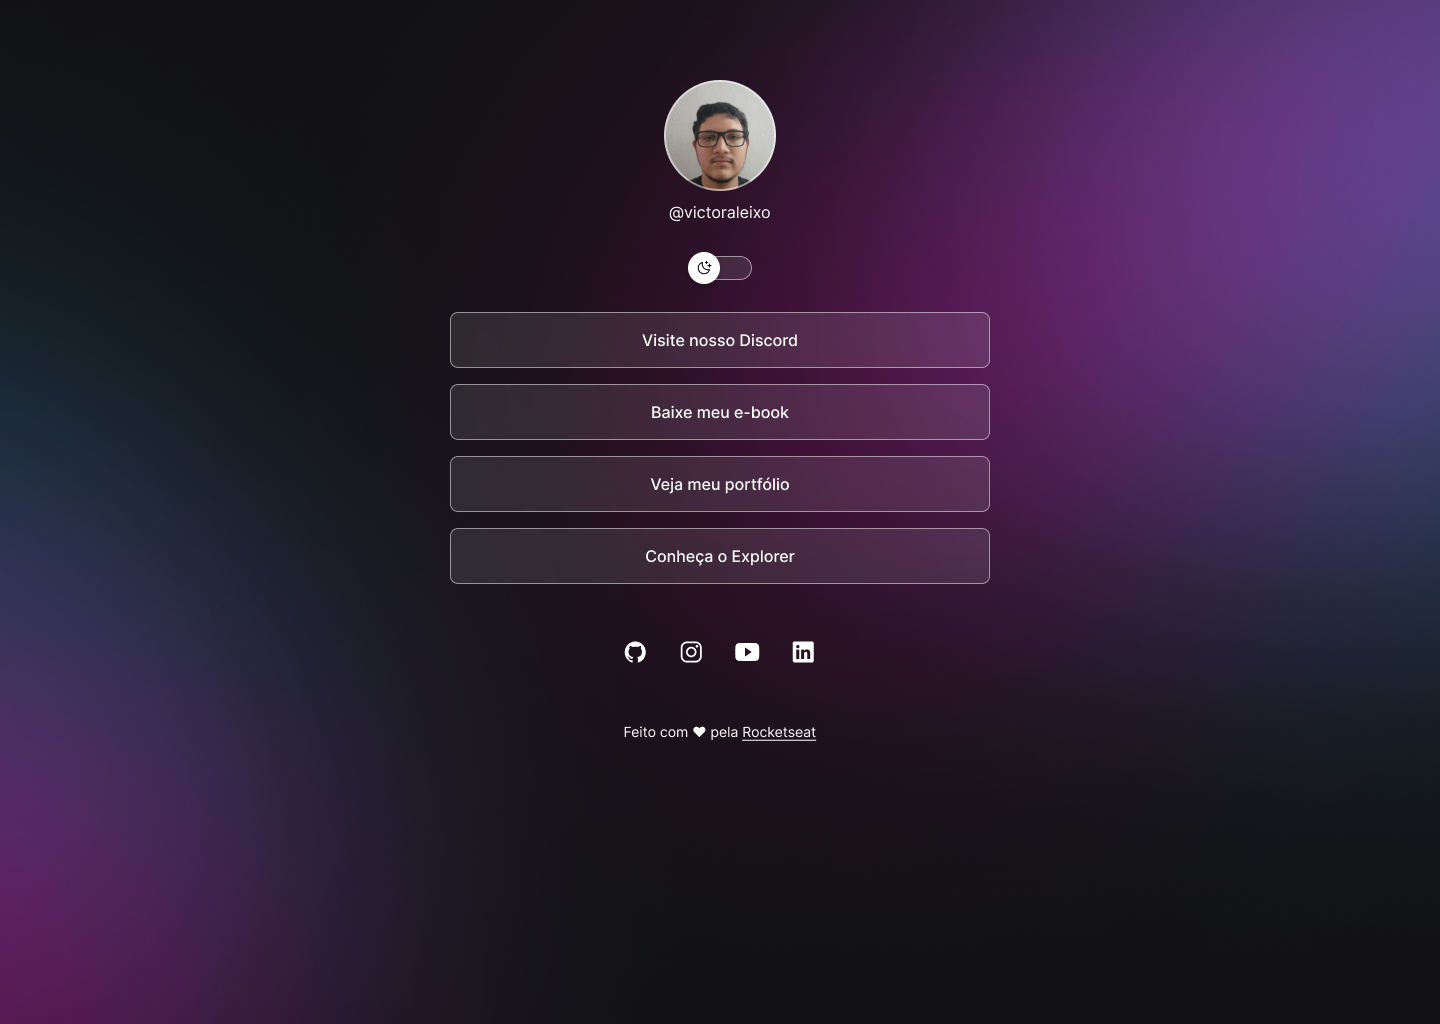 @victoraleixo
Visite nosso Discord
Baixe meu e-book
Veja meu portfólio
Conheça o Explorer
Feito com ♥ pela Rocketseat